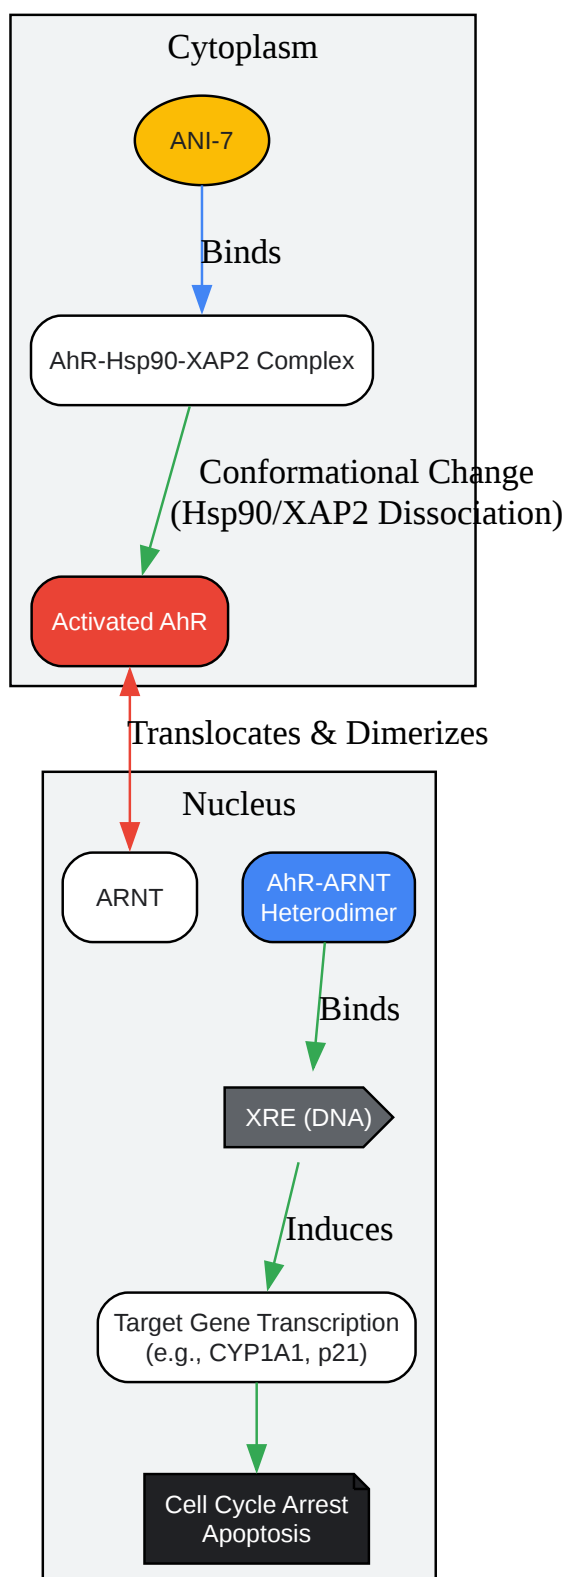 Cytoplasm
ANI-7
Binds
AhR-Hsp90-XAP2 Complex
Conformational Change
(Hsp90/XAP2 Dissociation)
Activated AhR
Translocates & Dimerizes
Nucleus
ARNT
AhR-ARNT
Heterodimer
Binds
XRE (DNA)
Induces
Target Gene Transcription
(e.g., CYP1A1, p21)
Cell Cycle Arrest
Apoptosis